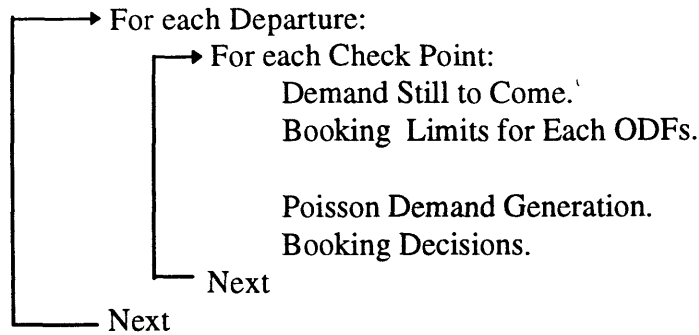 For each Departure:
For each Check Point:
Demand Still to Come.
Booking Limits for Each ODFs.
Poisson Demand Generation.
Booking Decisions.
Next
Next